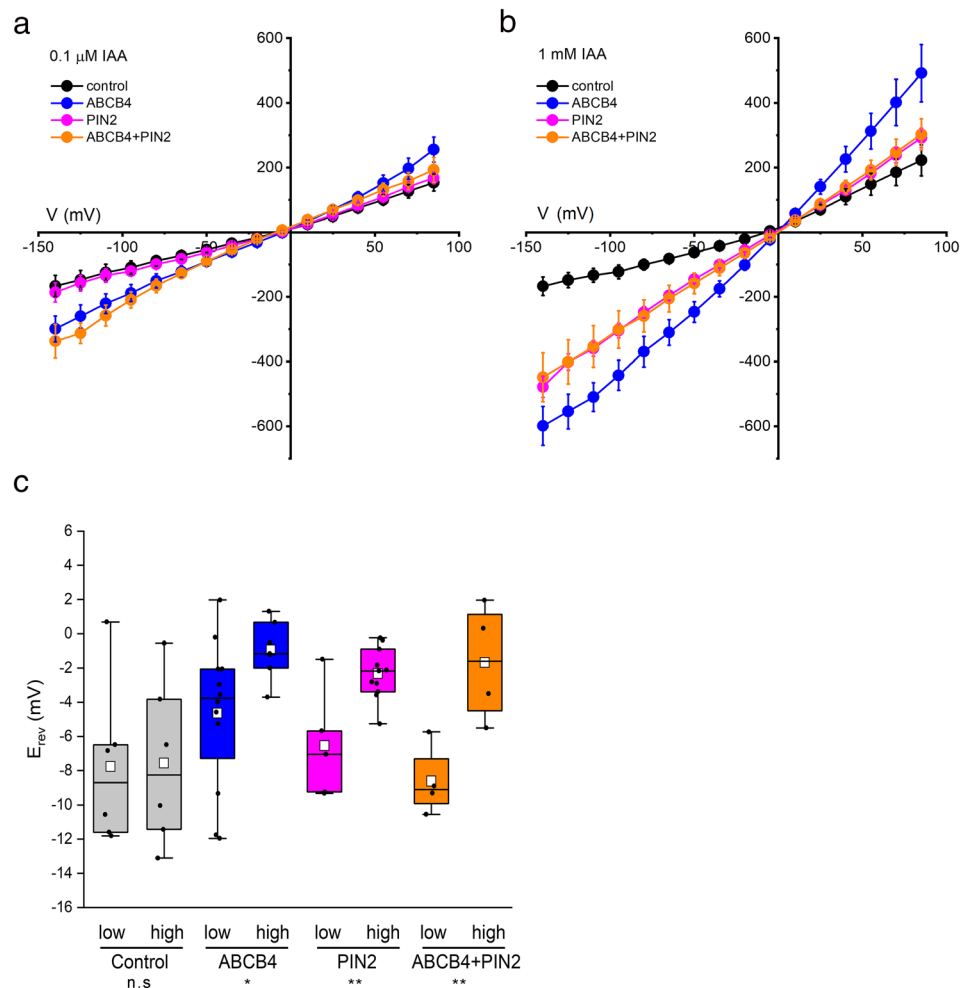 a
0.1 μM IAA
control
ABCB4
PIN2
ABCB4+PIN2
V (mV)
600
400
200
-150 -100 -50 50 100
-200
-400
-600
b
1 mM IAA
control
ABCB4
PIN2
ABCB4+PIN2
V (mV)
600
400
200
-150 -100 -50 50 100
-200
-400
-600
c
E_rev (mV)
6
4
2
0
-2
-4
-6
-8
-10
-12
-14
-16
low high low high low high low high
Control ABCB4 PIN2 ABCB4+PIN2
n.s * ** **